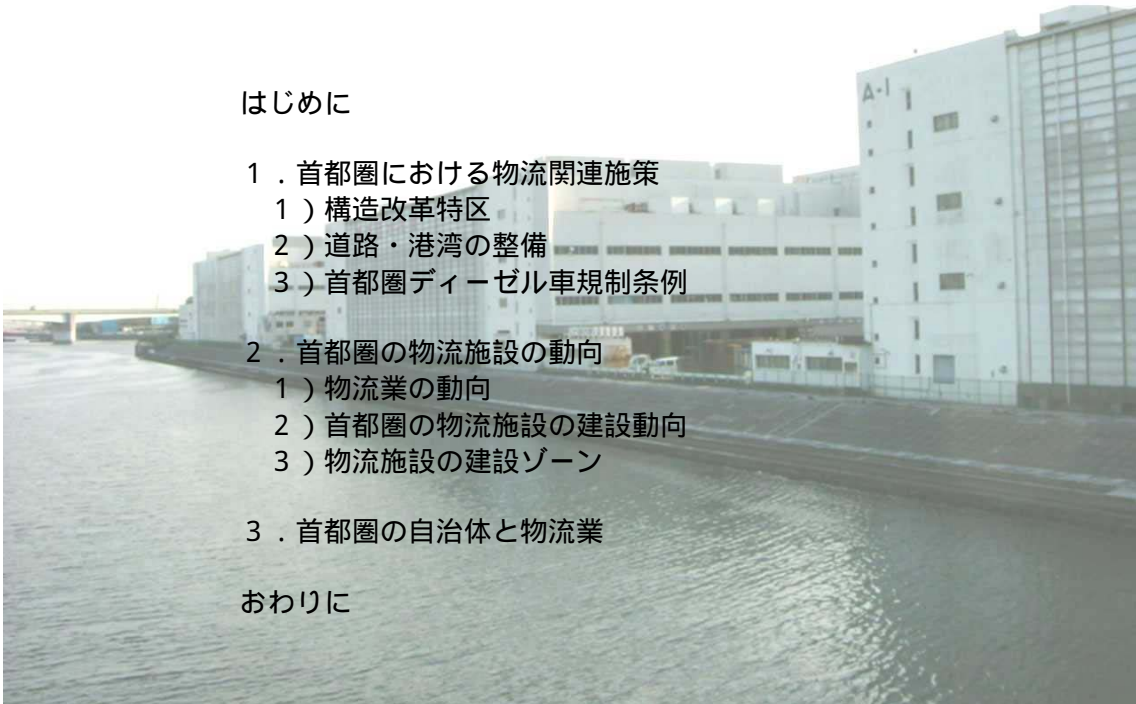 はじめに
1．首都圏における物流関連施策
1）構造改革特区
2）道路・港湾の整備
3）首都圏ディーゼル車規制条例
2．首都圏の物流施設の動向
1）物流業の動向
2）首都圏の物流施設の建設動向
3）物流施設の建設ゾーン
3．首都圏の自治体と物流業
おわりに
A-1